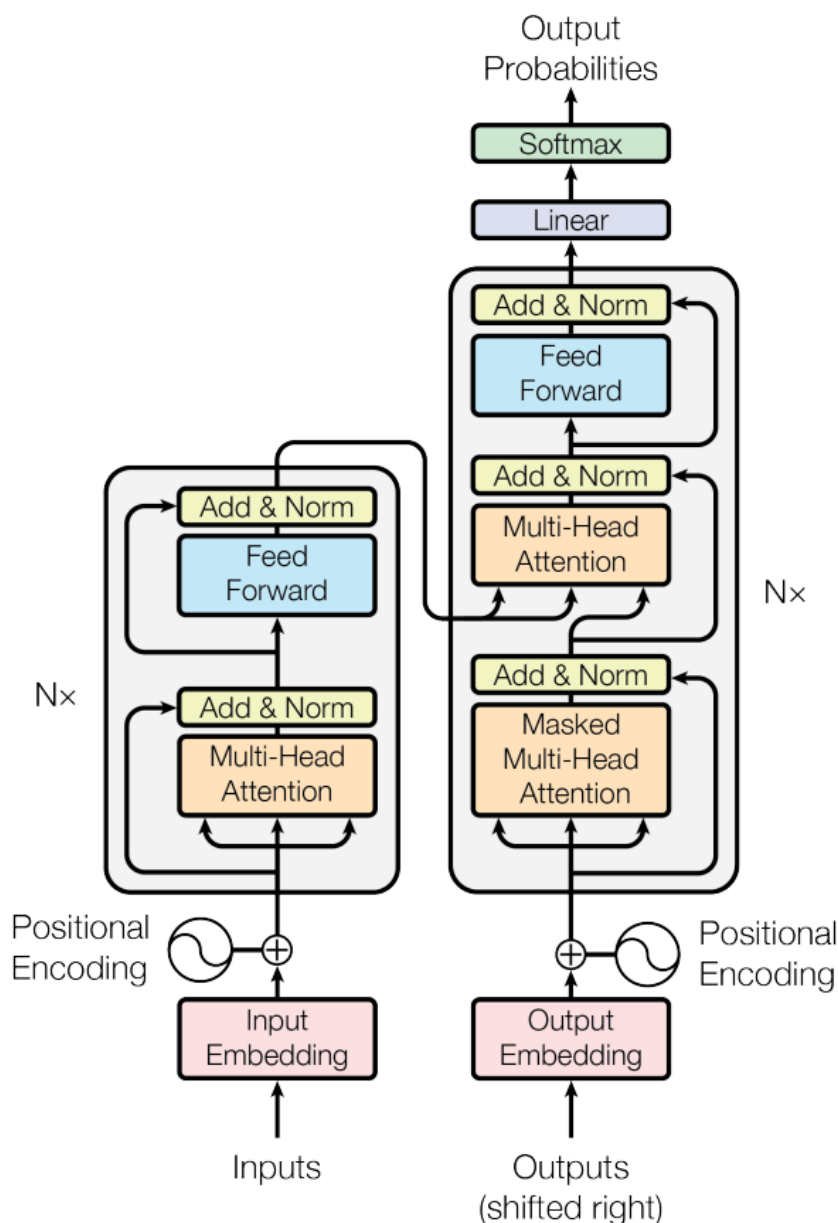 Output
Probabilities
Softmax
Linear
Add & Norm
Feed
Forward
Add & Norm
Multi-Head
Attention
Add & Norm
Masked
Multi-Head
Attention
N×
Add & Norm
Feed
Forward
Add & Norm
Multi-Head
Attention
N×
Positional
Encoding
Positional
Encoding
Input
Embedding
Output
Embedding
Inputs
Outputs
(shifted right)